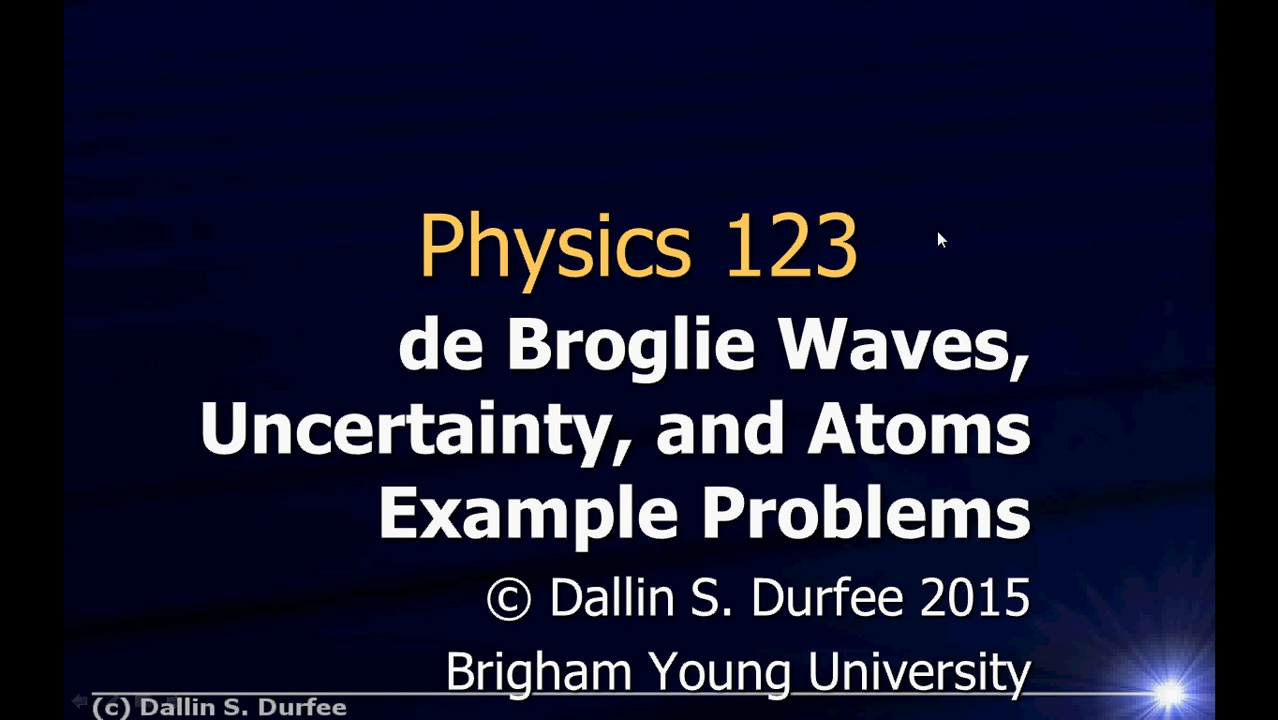 Physics 123
de Broglie Waves,
Uncertainty, and Atoms
Example Problems
© Dallin S. Durfee 2015
Brigham Young University
(c) Dallin S. Durfee